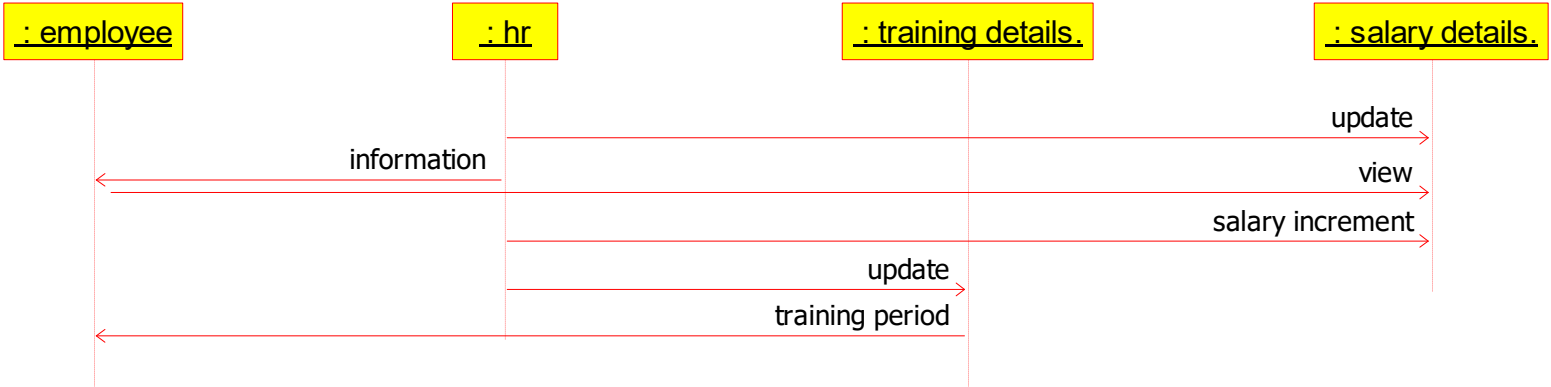 : employee
: hr
: training details.
: salary details.
update
information
view
salary increment
update
training period